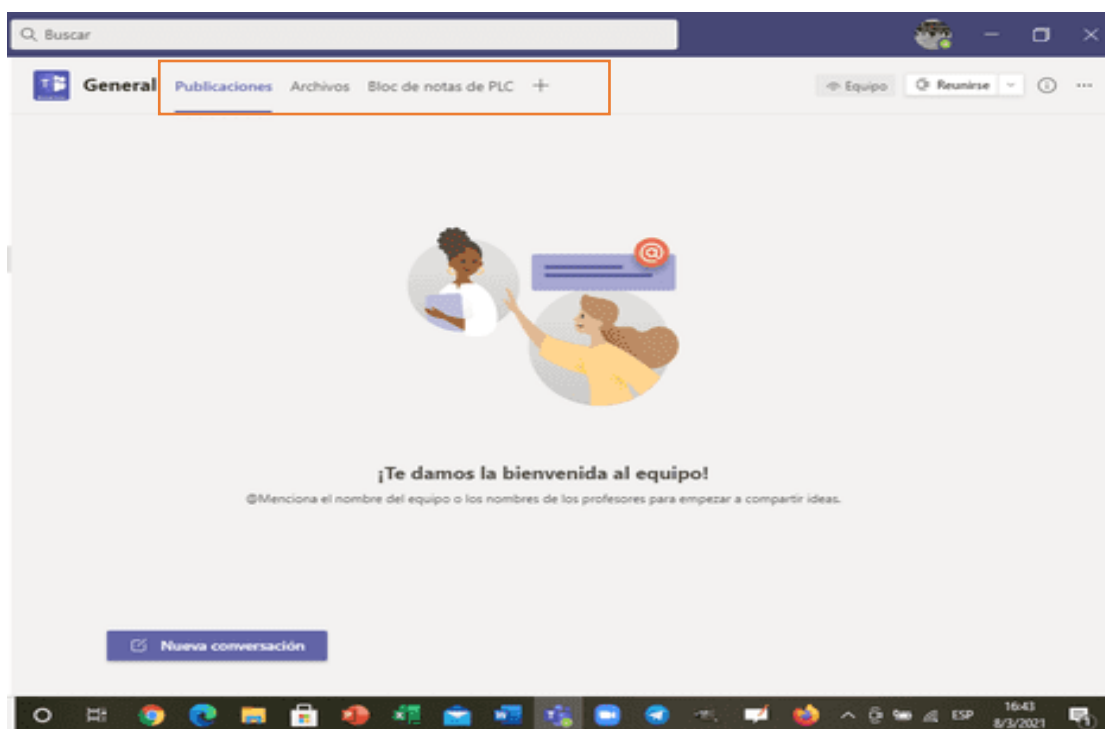 Buscar
General Publicaciones Archivos Bloc de notas de PLC +
Equipo Reunirse
@
¡Te damos la bienvenida al equipo!
@Menciona el nombre del equipo o los nombres de los profesores para empezar a compartir ideas.
Nueva conversación
ESP 16:43
8/3/2021